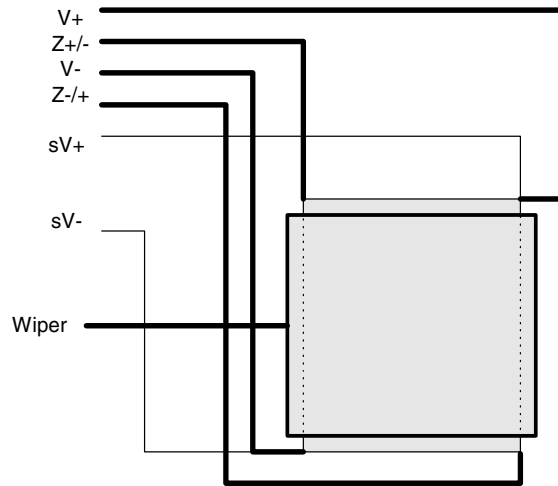 V+
Z+/-
V-
Z-/+
sV+
sV-
Wiper